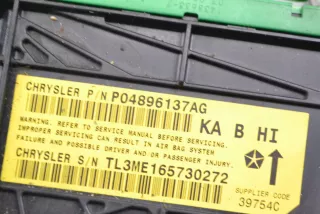 CHRYSLER P/N P04896137AG
KA B HI
WARNING. REFER TO SERVICE MANUAL BEFORE SERVICING.
IMPROPER SERVICING CAN RESULT IN AIR BAG SYSTEM
FAILURE AND POSSIBLE DRIVER OR PASSENGER INJURY.
CHRYSLER S/N TL3ME165730272
SUPPLIER CODE
39754C